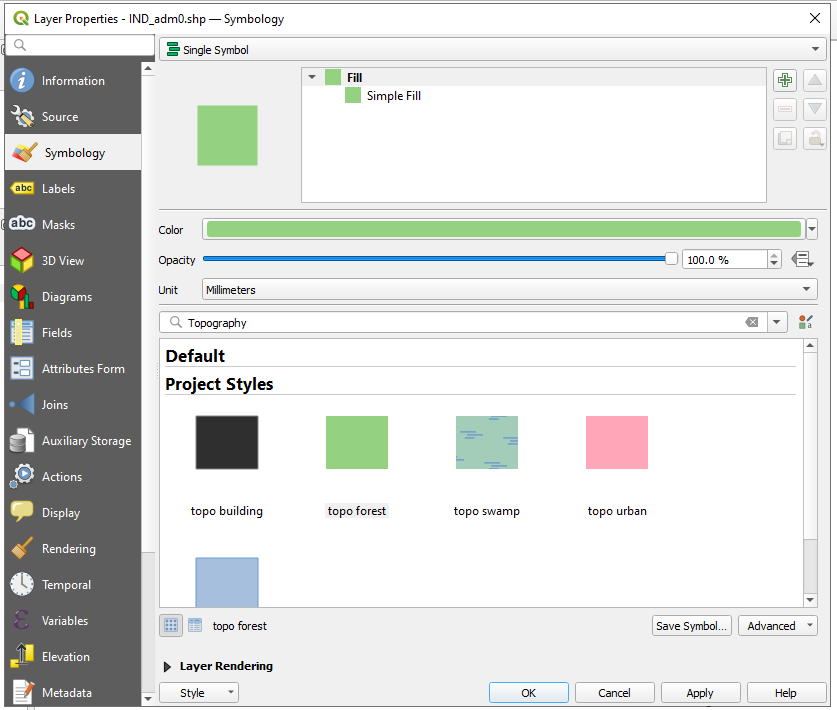 Layer Properties - IND_adm0.shp — Symbology
Single Symbol
Information
Source
Symbology
abc Labels
abc Masks
3D View
Diagrams
Fields
Attributes Form
Joins
Auxiliary Storage
Actions
Display
Rendering
Temporal
Variables
Elevation
Metadata
Fill
Simple Fill
Color
Opacity
100.0 %
Unit
Millimeters
Topography
Default
Project Styles
topo building
topo forest
topo swamp
topo urban
topo forest
Save Symbol...
Advanced
Layer Rendering
Style
OK
Cancel
Apply
Help